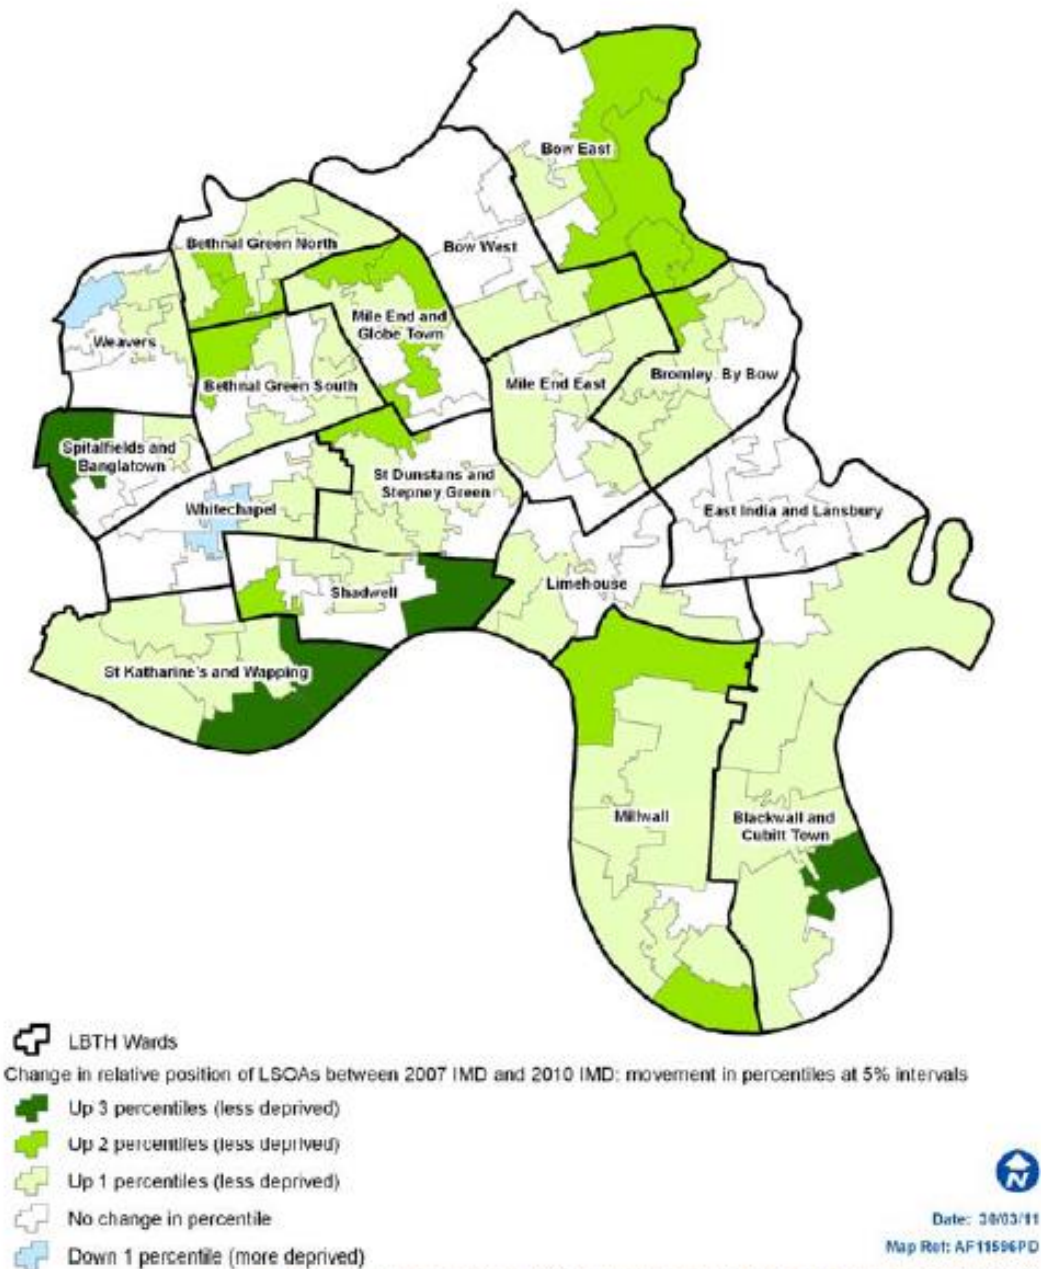 Bow East
Bethnal Green North
Bow West
Mile End and
Globe Town
Weavers
Bethnal Green South
Mile End East
Bromley. By Bow
Spitalfields and
Banglatown
St Dunstans and
Stepney Green
Whitechapel
East India and Lansbury
Limehouse
Shadwell
St Katharine's and Wapping
Millwall
Blackwall and
Cubitt Town
LBTH Wards
Change in relative position of LSOAs between 2007 IMD and 2010 IMD: movement in percentiles at 5% intervals
Up 3 percentiles (less deprived)
Up 2 percentiles (less deprived)
Up 1 percentiles (less deprived)
No change in percentile
Down 1 percentile (more deprived)
N
Date: 30/03/11
Map Ref: AF11596PD